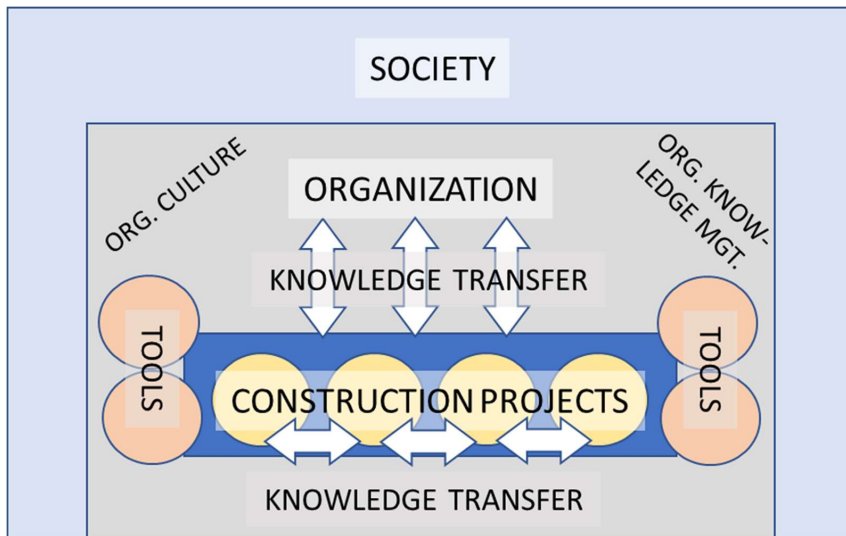 SOCIETY
ORG. CULTURE
ORGANIZATION
ORG. KNOW-
LEDGE MGT.
KNOWLEDGE TRANSFER
TOOLS
CONSTRUCTION PROJECTS
TOOLS
KNOWLEDGE TRANSFER